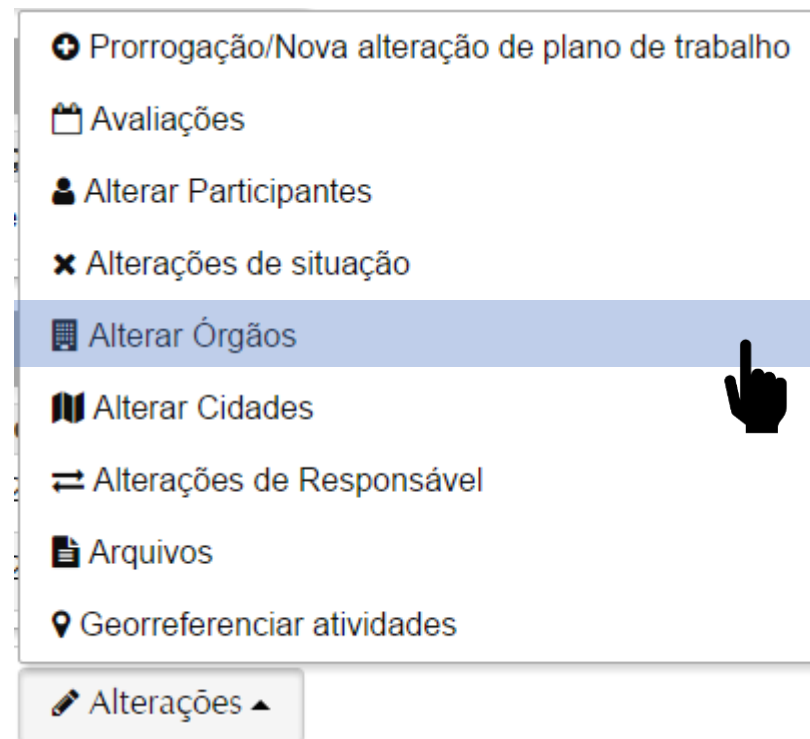 Prorrogação/Nova alteração de plano de trabalho
Avaliações
Alterar Participantes
Alterações de situação
Alterar Órgãos
Alterar Cidades
Alterações de Responsável
Arquivos
Georreferenciar atividades
Alterações